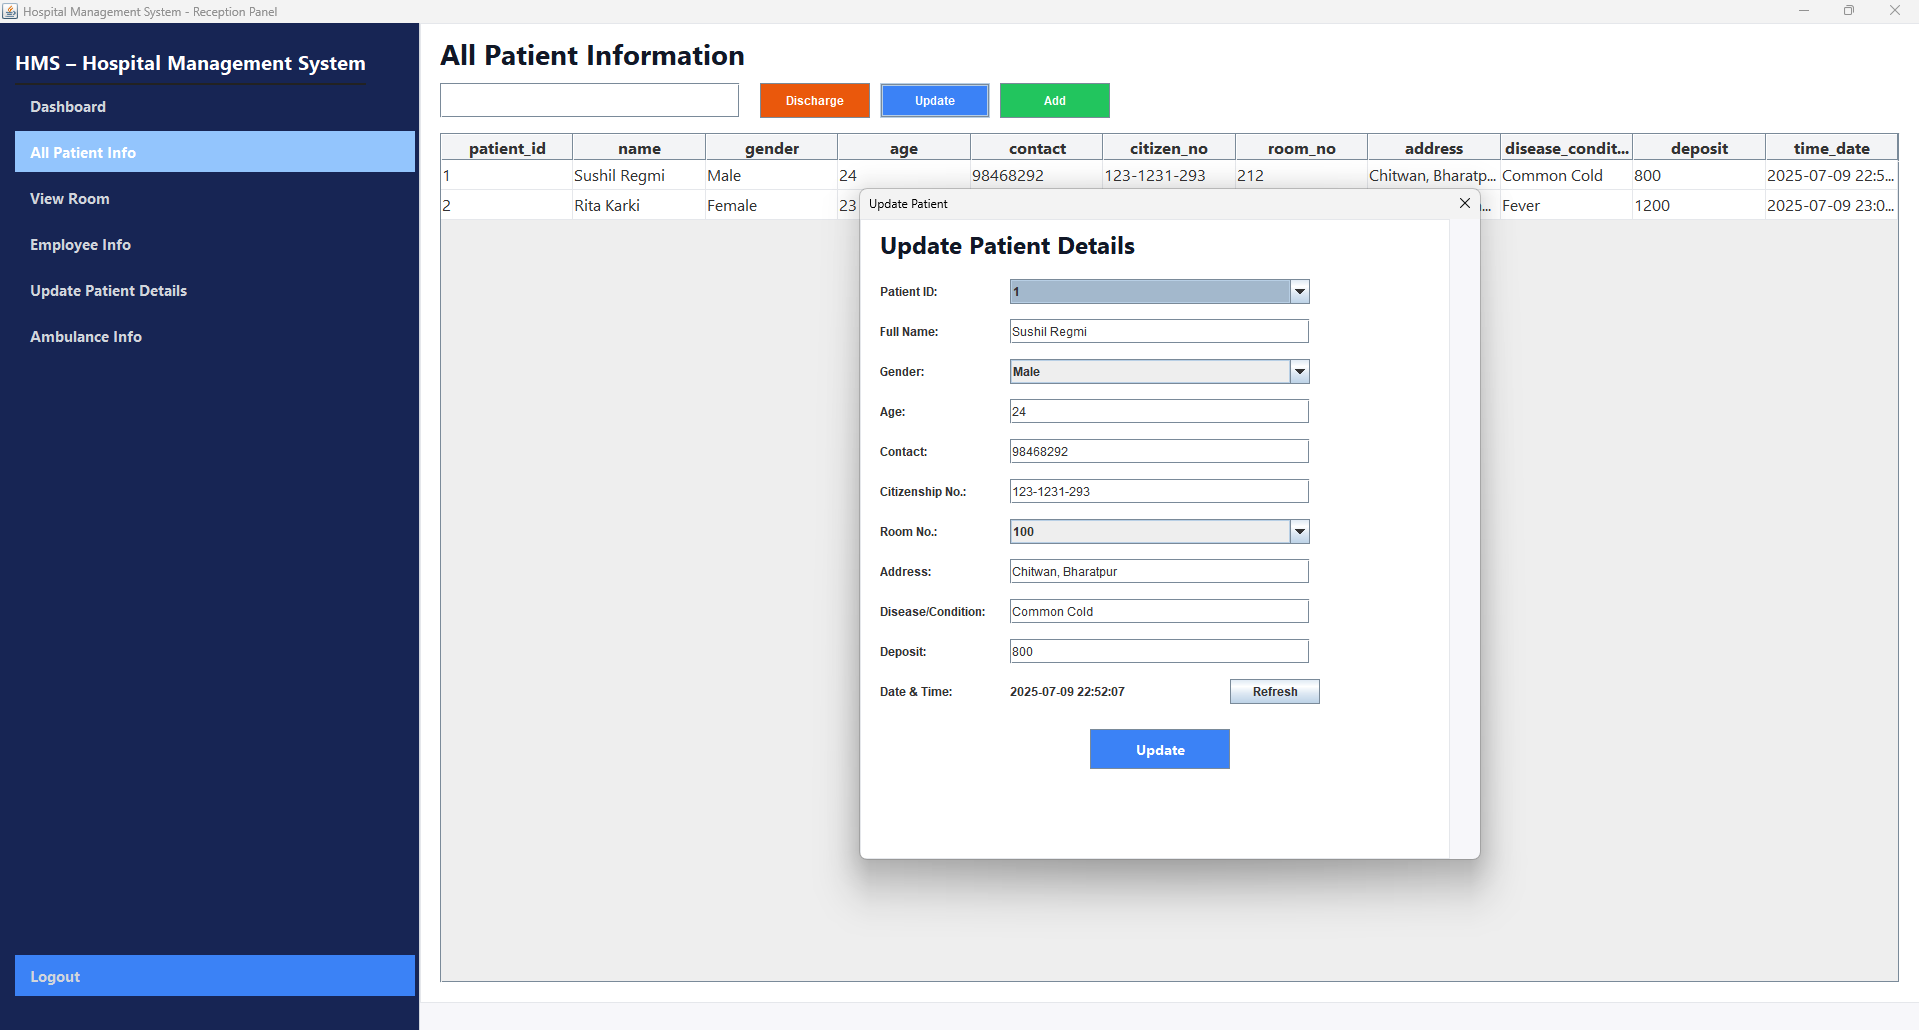 Hospital Management System - Reception Panel
HMS – Hospital Management System
Dashboard
All Patient Info
View Room
Employee Info
Update Patient Details
Ambulance Info
Logout
All Patient Information
Discharge Update Add
patient_id name gender age contact citizen_no room_no address disease_condit... deposit time_date
1 Sushil Regmi Male 24 98468292 123-1231-293 212 Chitwan, Bharatp... Common Cold 800 2025-07-09 22:5...
2 Rita Karki Female 23 ... Fever 1200 2025-07-09 23:0...
Update Patient
Update Patient Details
Patient ID: 1
Full Name: Sushil Regmi
Gender: Male
Age: 24
Contact: 98468292
Citizenship No.: 123-1231-293
Room No.: 100
Address: Chitwan, Bharatpur
Disease/Condition: Common Cold
Deposit: 800
Date & Time: 2025-07-09 22:52:07 Refresh
Update